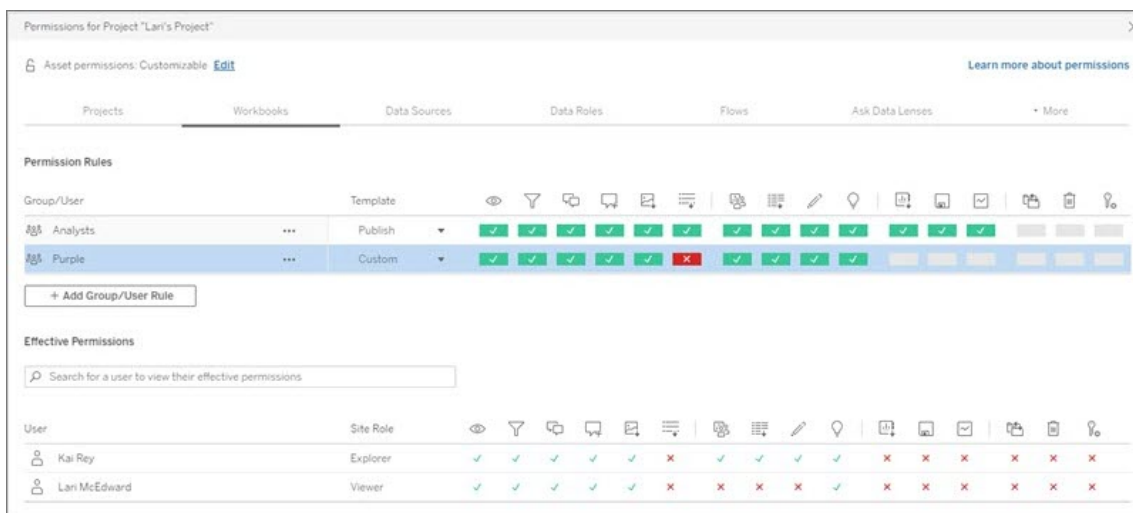 Permissions for Project "Lari's Project"
Asset permissions: Customizable Edit
Learn more about permissions
Projects Workbooks Data Sources Data Roles Flows Ask Data Lenses More
Permission Rules
Group/User Template
Analysts Publish
Purple Custom
+ Add Group/User Rule
Effective Permissions
Search for a user to view their effective permissions
User Site Role
Kai Rey Explorer
Lari McEdward Viewer